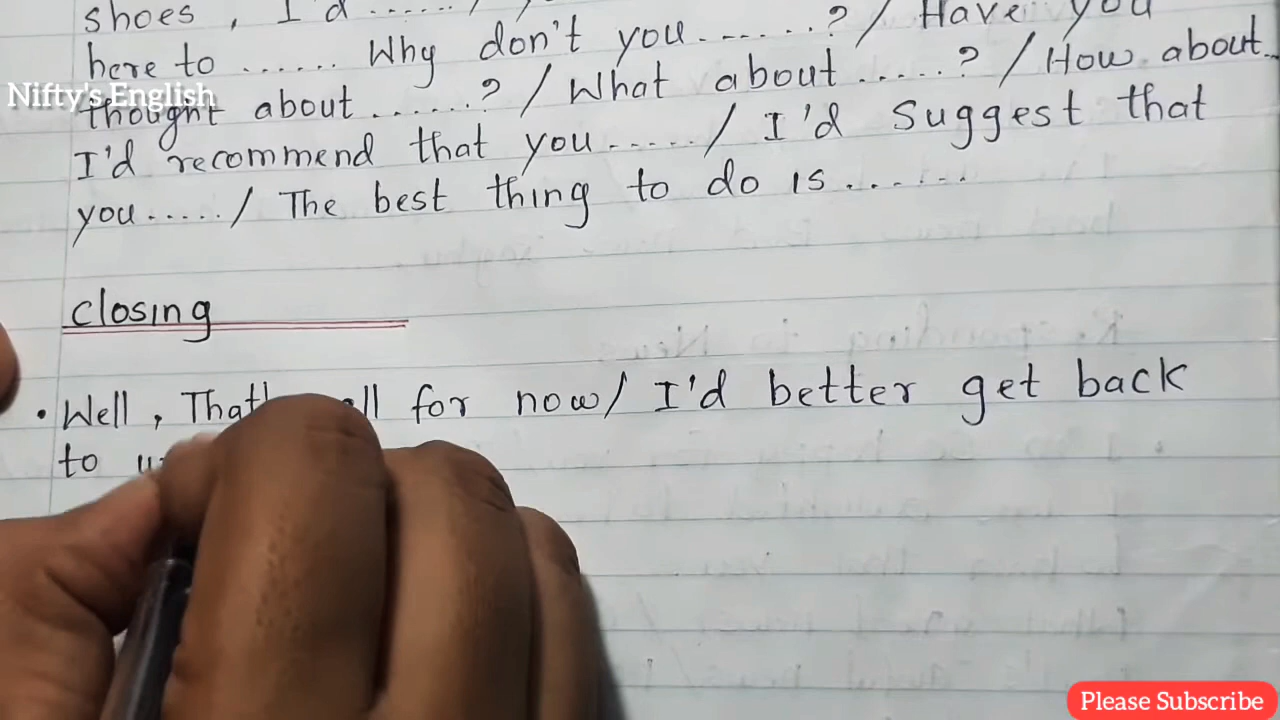 shoes, I'd ....../
here to ...... Why don't you.......?/ Have you
Nifty's English
thought about ......?/ What about .....?/ How about...
I'd recommend that you...../ I'd suggest that
you...../ The best thing to do is.......
closing
• Well, That's all for now/ I'd better get back
to
Please Subscribe